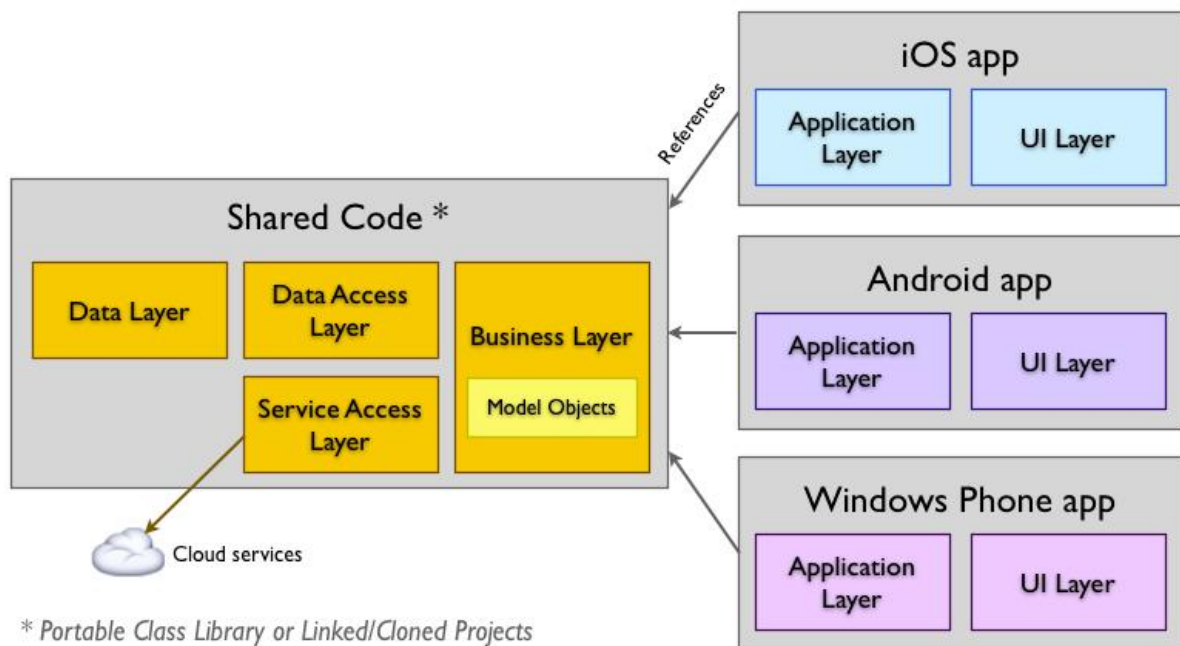 iOS app
Application
Layer
UI Layer
References
Shared Code *
Data Layer
Data Access
Layer
Business Layer
Model Objects
Service Access
Layer
Cloud services
Android app
Application
Layer
UI Layer
Windows Phone app
Application
Layer
UI Layer
* Portable Class Library or Linked/Cloned Projects